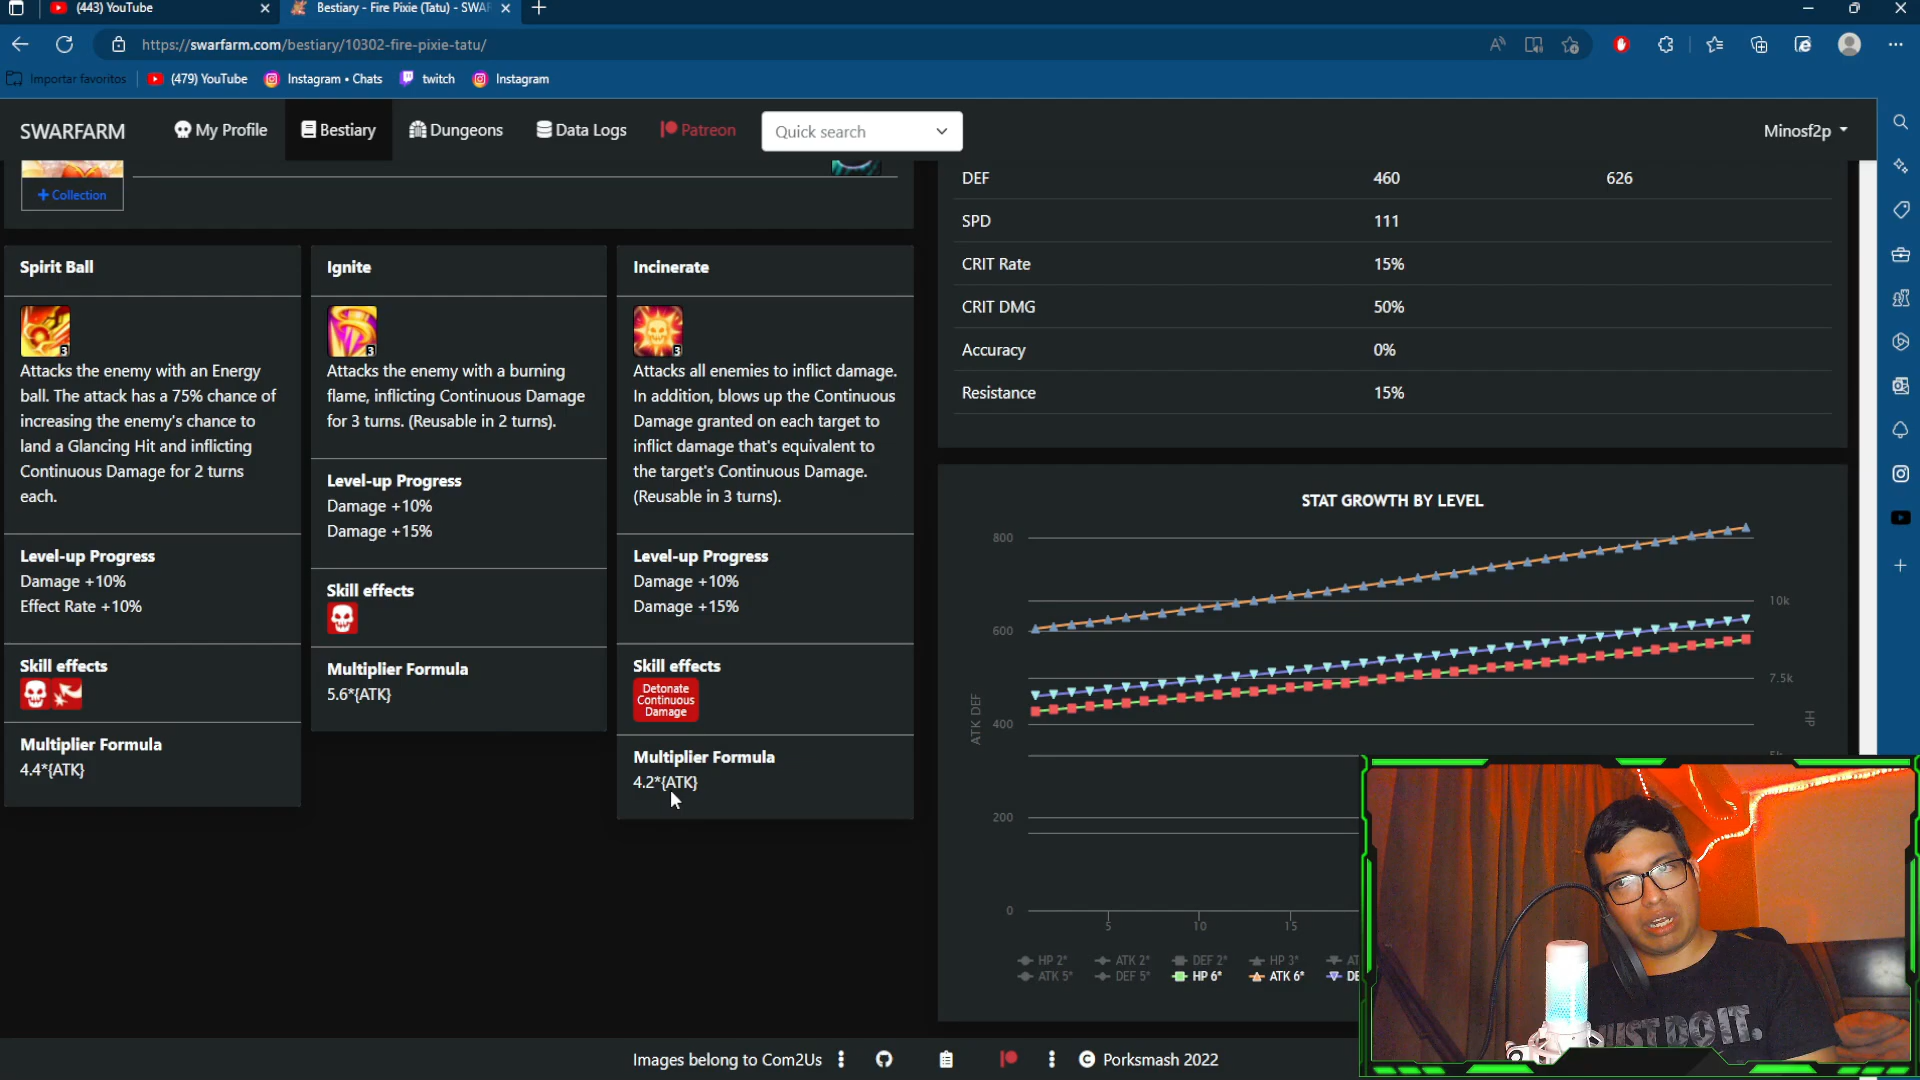 (443) YouTube
Bestiary - Fire Pixie (Tatu) - SWAR
https://swarfarm.com/bestiary/10302-fire-pixie-tatu/
Importar favoritos
(479) YouTube
Instagram • Chats
twitch
Instagram
SWARFARM
My Profile
Bestiary
Dungeons
Data Logs
Patreon
Quick search
Minosf2p
+ Collection
DEF 460 626
SPD 111
CRIT Rate 15%
CRIT DMG 50%
Accuracy 0%
Resistance 15%
Spirit Ball
3
Attacks the enemy with an Energy
ball. The attack has a 75% chance of
increasing the enemy's chance to
land a Glancing Hit and inflicting
Continuous Damage for 2 turns
each.
Level-up Progress
Damage +10%
Effect Rate +10%
Skill effects
Multiplier Formula
4.4*{ATK}
Ignite
3
Attacks the enemy with a burning
flame, inflicting Continuous Damage
for 3 turns. (Reusable in 2 turns).
Level-up Progress
Damage +10%
Damage +15%
Skill effects
Multiplier Formula
5.6*{ATK}
Incinerate
3
Attacks all enemies to inflict damage.
In addition, blows up the Continuous
Damage granted on each target to
inflict damage that's equivalent to
the target's Continuous Damage.
(Reusable in 3 turns).
Level-up Progress
Damage +10%
Damage +15%
Skill effects
Detonate
Continuous
Damage
Multiplier Formula
4.2*{ATK}
STAT GROWTH BY LEVEL
800
600
400
200
0
ATK DEF
10k
7.5k
5k
HP
5
10
15
HP 2* ATK 2* DEF 2* HP 3* AT
ATK 5* DEF 5* HP 6* ATK 6* DE
JUST DO IT.
Images belong to Com2Us
© Porksmash 2022